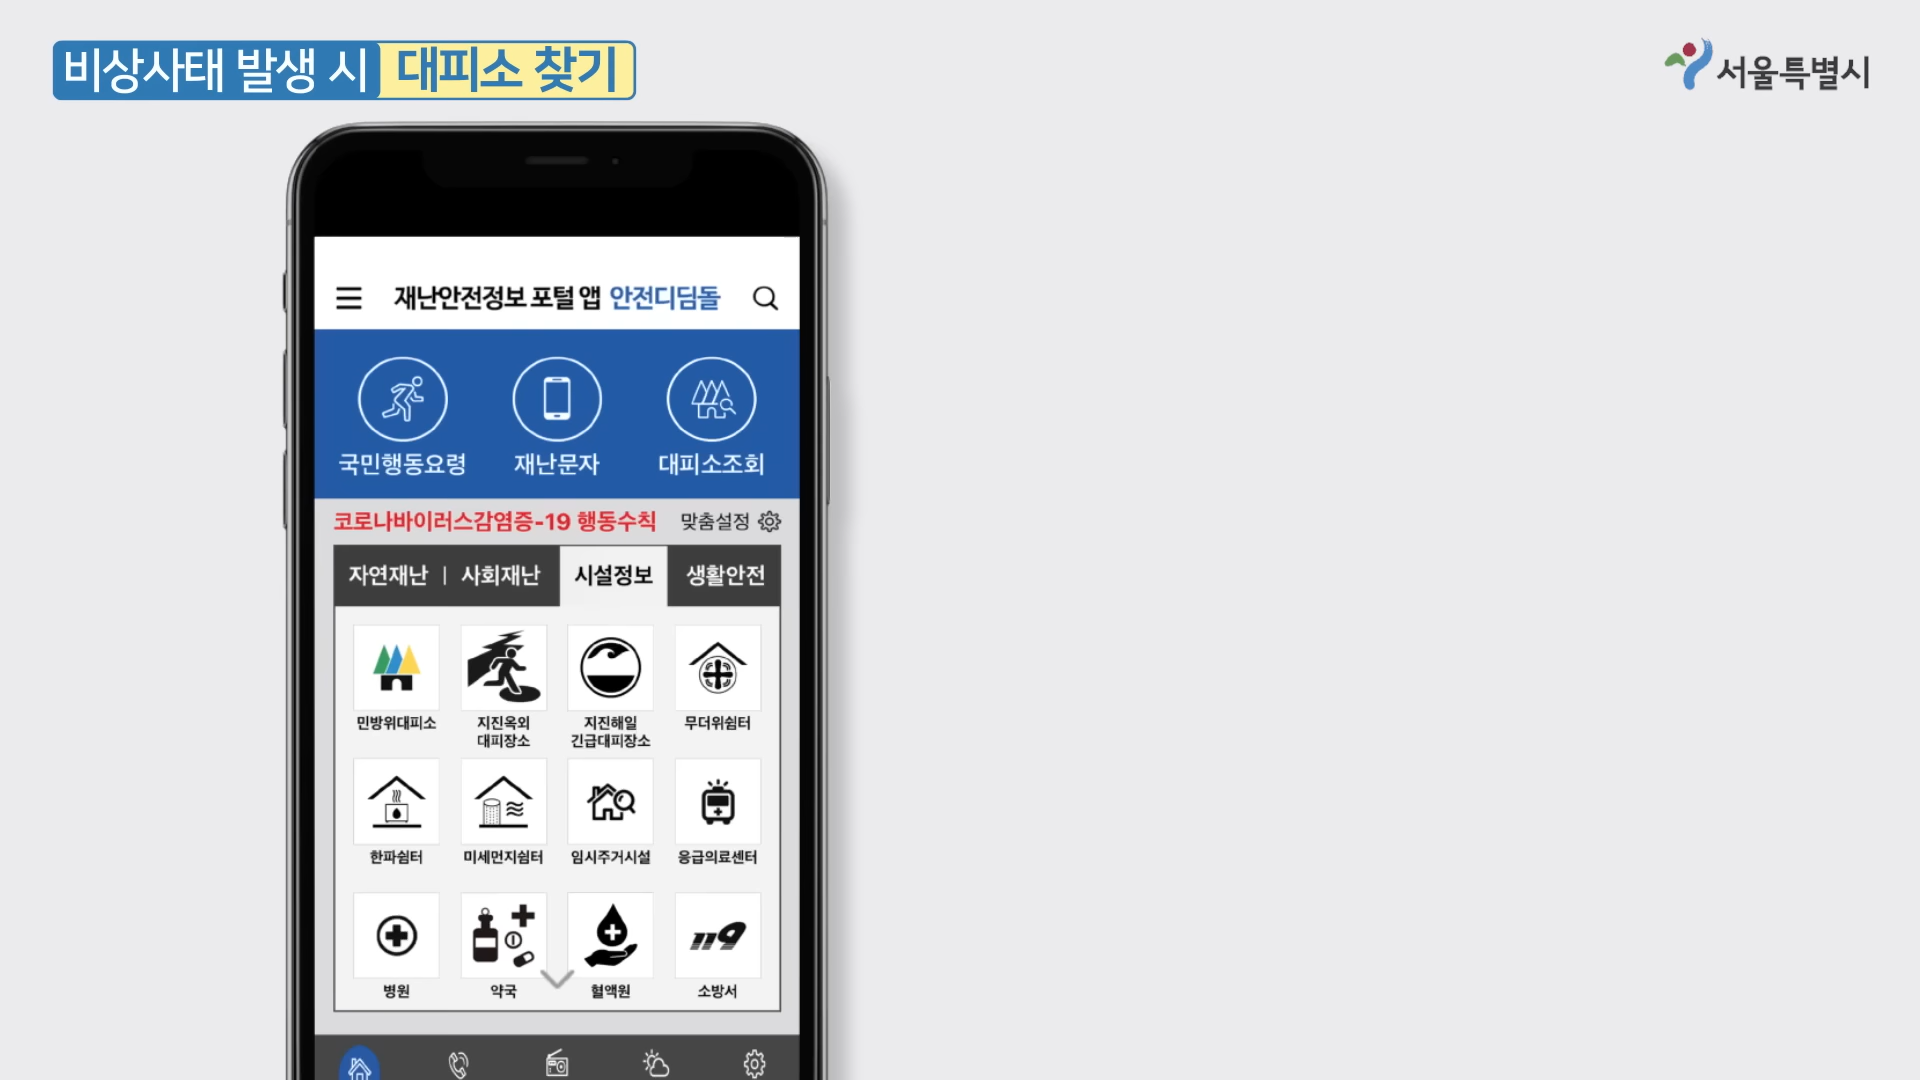 비상사태 발생 시 대피소 찾기
서울특별시
재난안전정보 포털 앱 안전디딤돌
국민행동요령 재난문자 대피소조회
코로나바이러스감염증-19 행동수칙 맞춤설정
자연재난 | 사회재난 시설정보 생활안전
민방위대피소 지진옥외 지진해일 무더위쉼터
대피장소 긴급대피장소
한파쉼터 미세먼지쉼터 임시주거시설 응급의료센터
119
병원 약국 혈액원 소방서